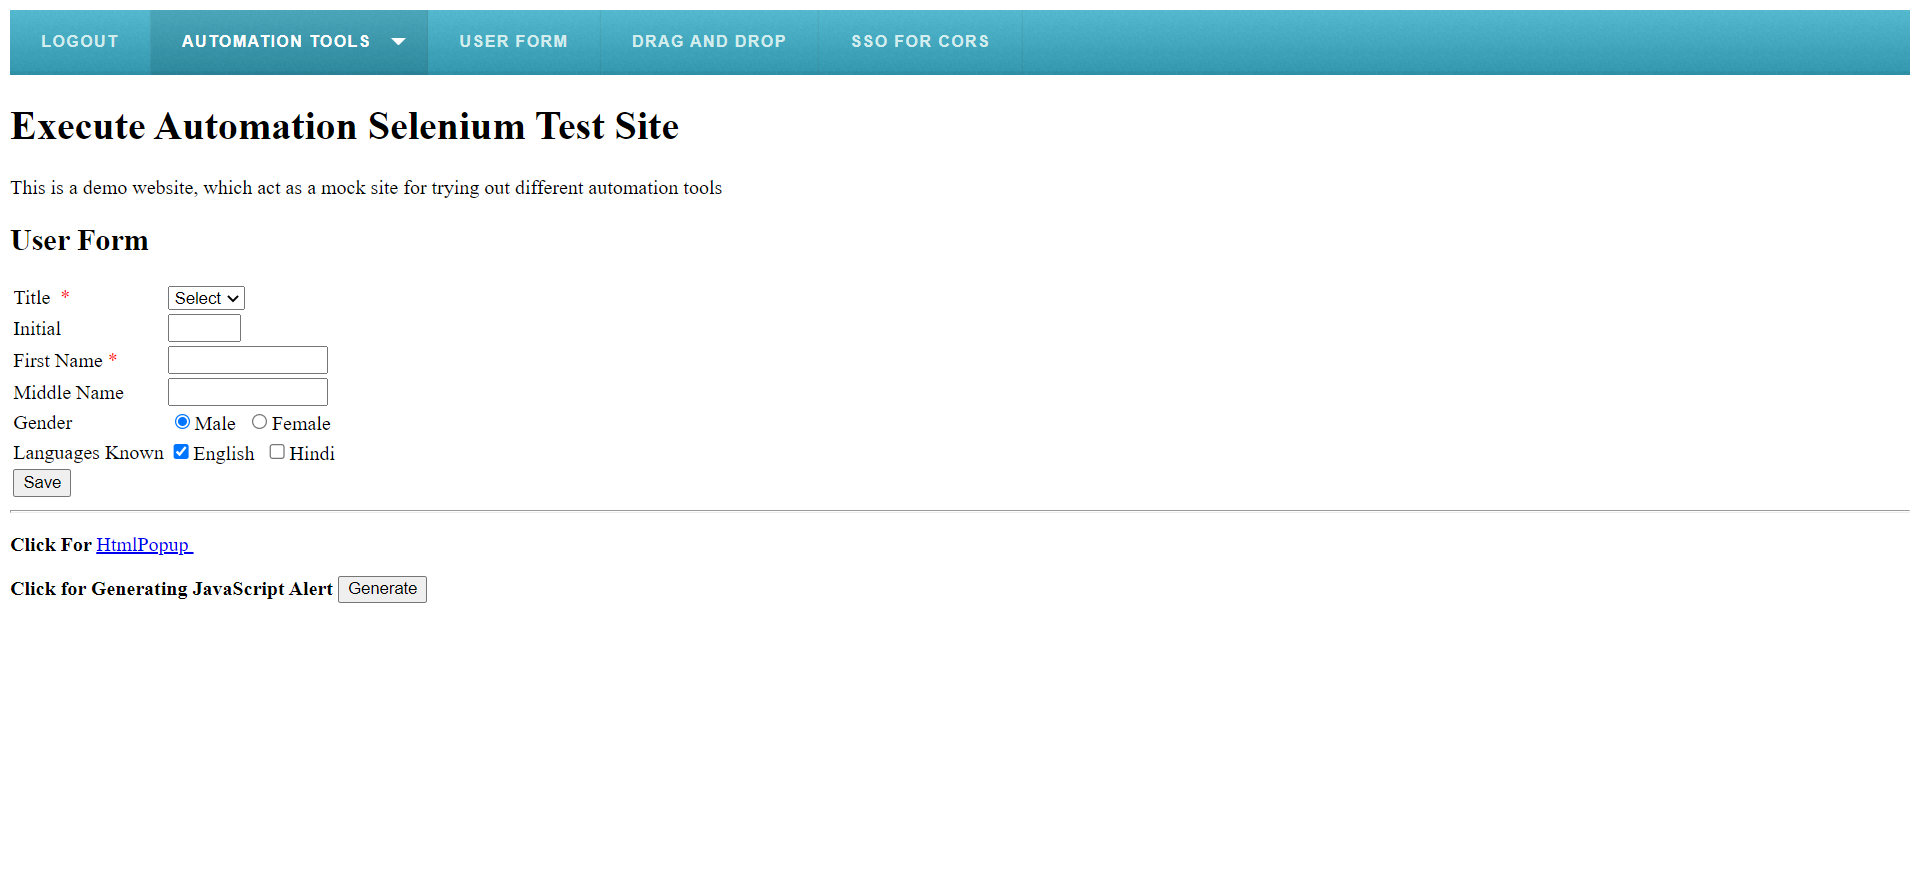 LOGOUT AUTOMATION TOOLS USER FORM DRAG AND DROP SSO FOR CORS
Execute Automation Selenium Test Site
This is a demo website, which act as a mock site for trying out different automation tools
User Form
Title * Select
Initial
First Name *
Middle Name
Gender Male Female
Languages Known English Hindi
Save
Click For HtmlPopup
Click for Generating JavaScript Alert Generate